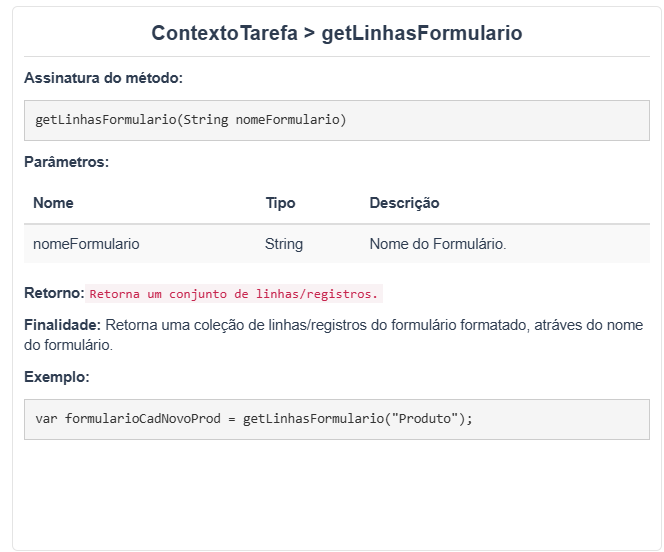 ContextoTarefa > getLinhasFormulario
Assinatura do método:
getLinhasFormulario(String nomeFormulario)
Parâmetros:
Nome Tipo Descrição
nomeFormulario String Nome do Formulário.
Retorno: Retorna um conjunto de linhas/registros.
Finalidade: Retorna uma coleção de linhas/registros do formulário formatado, atráves do nome
do formulário.
Exemplo:
var formularioCadNovoProd = getLinhasFormulario("Produto");